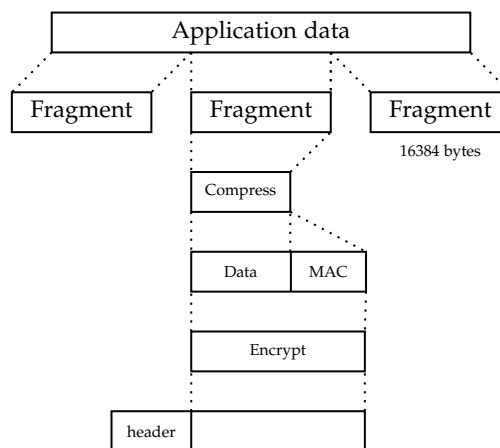 Application data
Fragment Fragment Fragment
16384 bytes
Compress
Data MAC
Encrypt
header